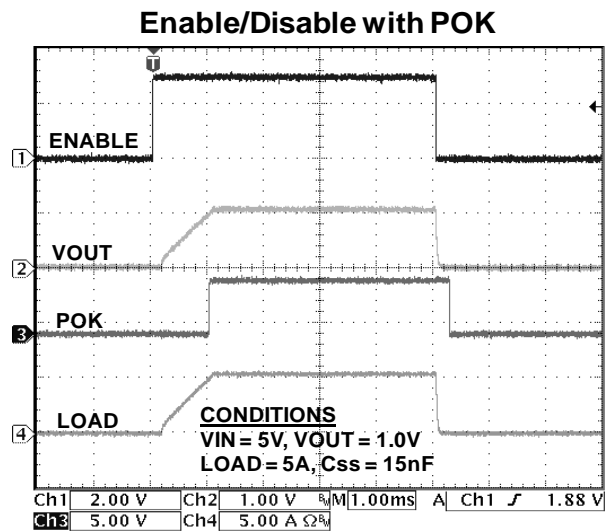 Enable/Disable with POK
T
ENABLE
1
VOUT
2
POK
3
LOAD
4
CONDITIONS
VIN = 5V, VOUT = 1.0V
LOAD = 5A, Css = 15nF
Ch1 2.00 V Ch2 1.00 V BW M 1.00ms A Ch1 ʃ 1.88 V
Ch3 5.00 V Ch4 5.00 A Ω BW